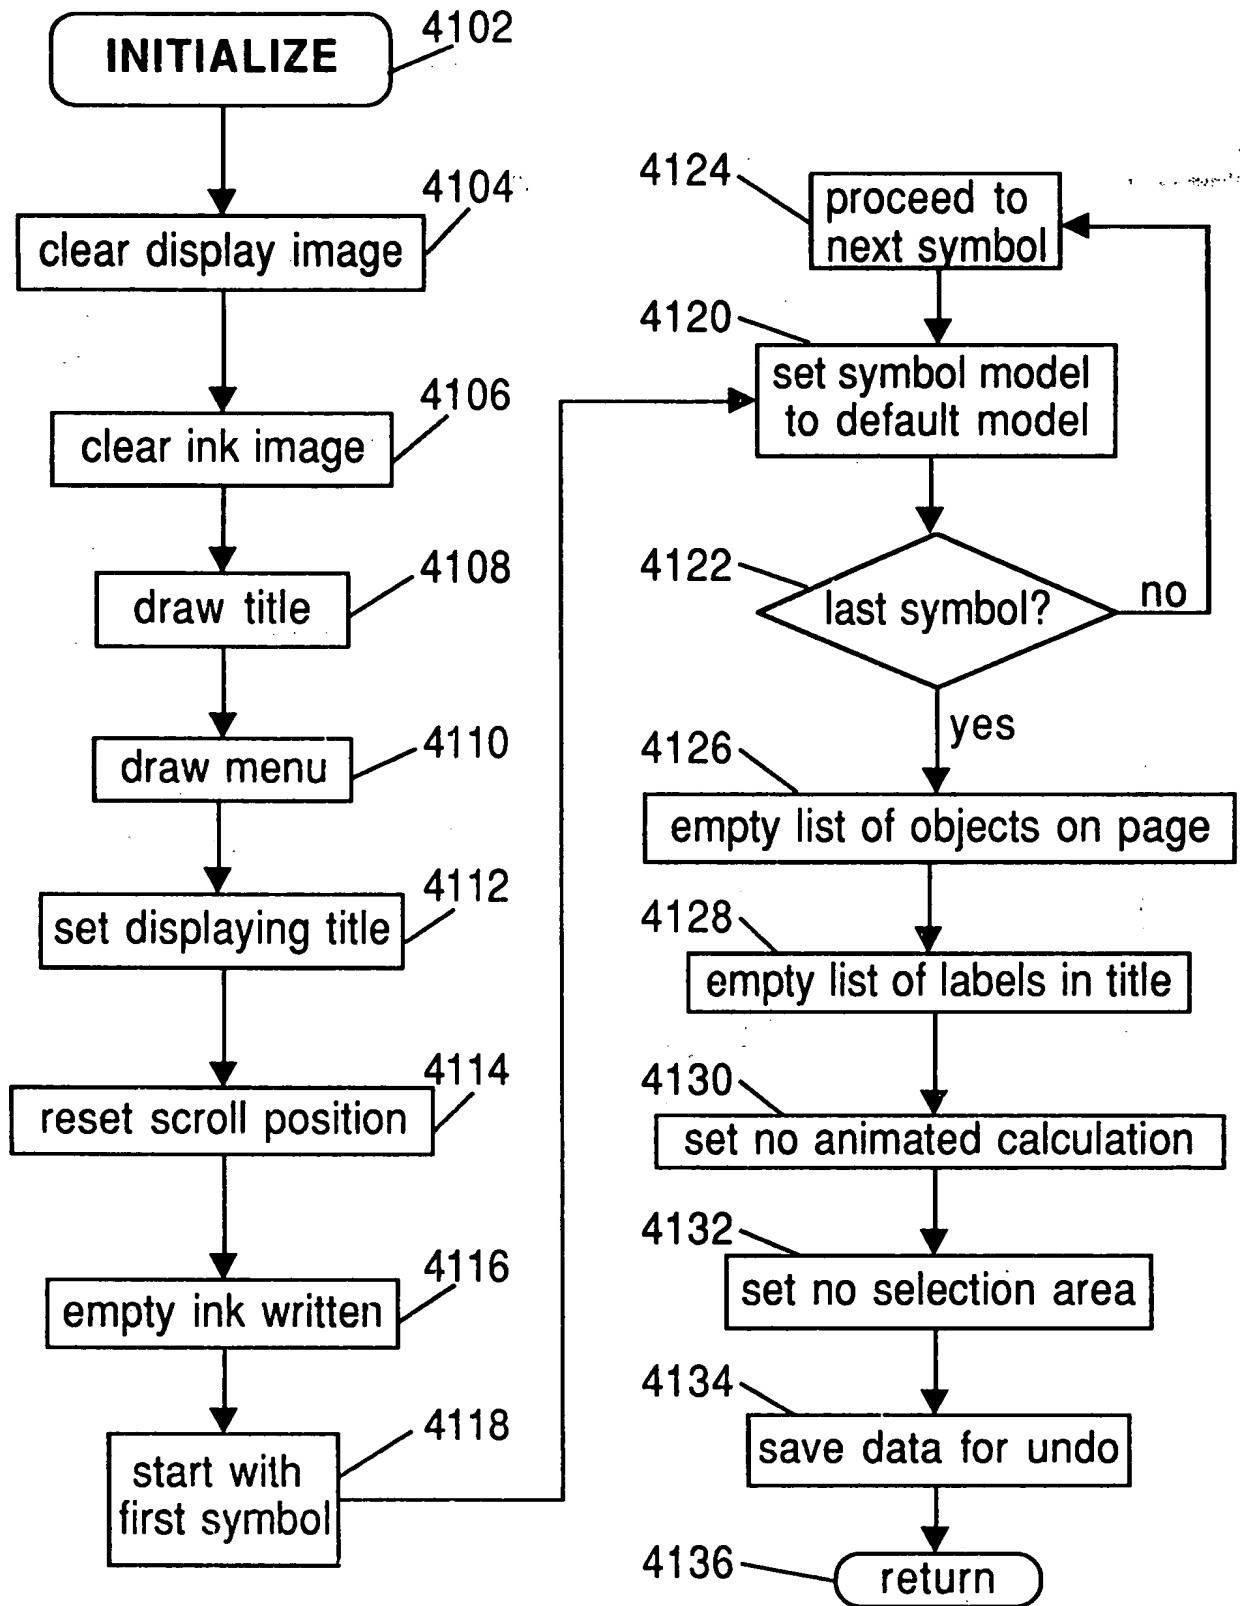 INITIALIZE
4102
4104
clear display image
4106
clear ink image
4108
draw title
4110
draw menu
4112
set displaying title
4114
reset scroll position
4116
empty ink written
4118
start with
first symbol
4124
proceed to
next symbol
4120
set symbol model
to default model
4122
last symbol?
no
yes
4126
empty list of objects on page
4128
empty list of labels in title
4130
set no animated calculation
4132
set no selection area
4134
save data for undo
4136
return